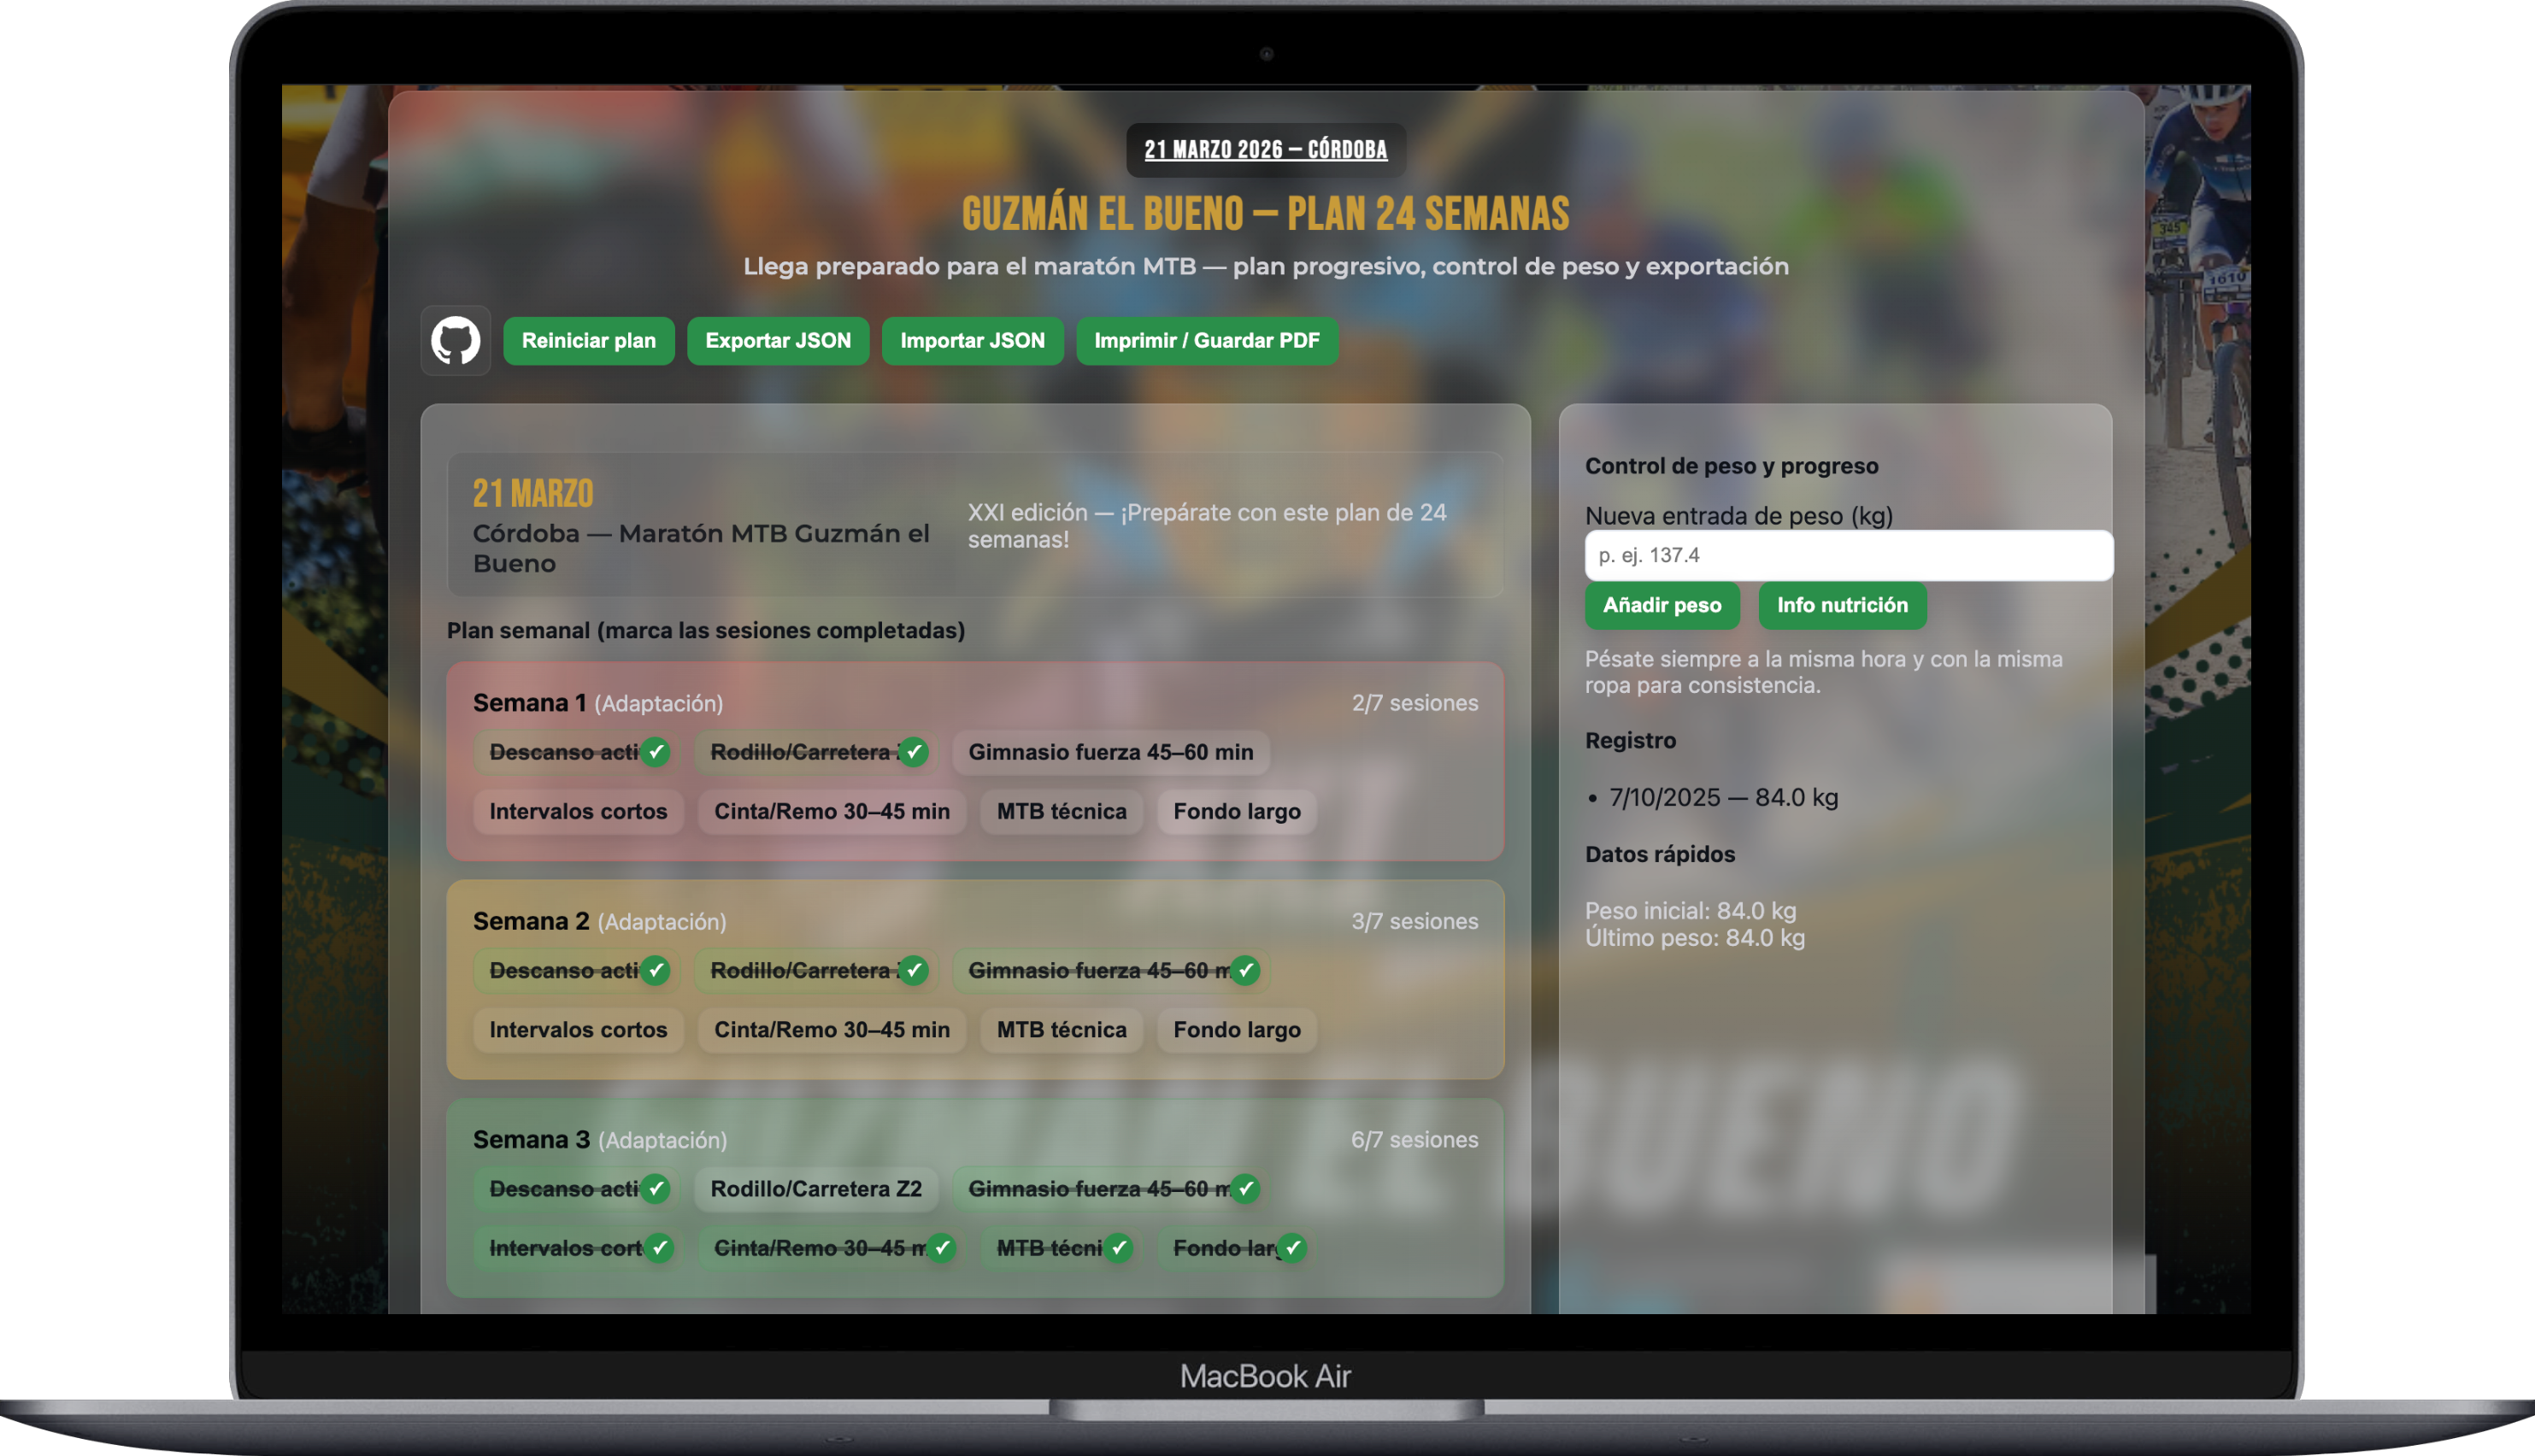 21 MARZO 2026 – CÓRDOBA
GUZMÁN EL BUENO – PLAN 24 SEMANAS
Llega preparado para el maratón MTB — plan progresivo, control de peso y exportación
Reiniciar plan
Exportar JSON
Importar JSON
Imprimir / Guardar PDF
21 MARZO
Córdoba — Maratón MTB Guzmán el
Bueno
XXI edición — ¡Prepárate con este plan de 24
semanas!
Plan semanal (marca las sesiones completadas)
Semana 1 (Adaptación)
2/7 sesiones
Descanso acti
Rodillo/Carretera
Gimnasio fuerza 45–60 min
Intervalos cortos
Cinta/Remo 30–45 min
MTB técnica
Fondo largo
Semana 2 (Adaptación)
3/7 sesiones
Descanso acti
Rodillo/Carretera
Gimnasio fuerza 45–60 m
Intervalos cortos
Cinta/Remo 30–45 min
MTB técnica
Fondo largo
Semana 3 (Adaptación)
6/7 sesiones
Descanso acti
Rodillo/Carretera Z2
Gimnasio fuerza 45–60 m
Intervalos cort
Cinta/Remo 30–45 m
MTB técni
Fondo larg
Control de peso y progreso
Nueva entrada de peso (kg)
p. ej. 137.4
Añadir peso
Info nutrición
Pésate siempre a la misma hora y con la misma
ropa para consistencia.
Registro
• 7/10/2025 — 84.0 kg
Datos rápidos
Peso inicial: 84.0 kg
Último peso: 84.0 kg
EL BUENO
345
1610
MacBook Air